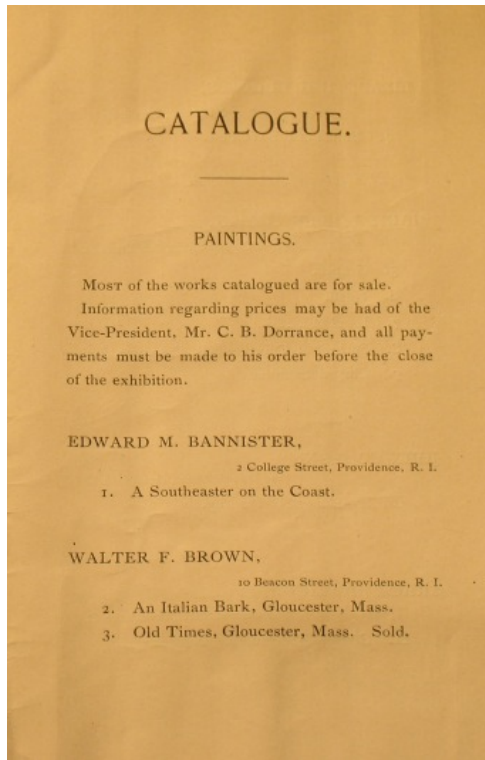 CATALOGUE.
PAINTINGS.
Most of the works catalogued are for sale.
Information regarding prices may be had of the
Vice-President, Mr. C. B. Dorrance, and all pay-
ments must be made to his order before the close
of the exhibition.
EDWARD M. BANNISTER,
2 College Street, Providence, R. I.
1. A Southeaster on the Coast.
WALTER F. BROWN,
10 Beacon Street, Providence, R. I.
2. An Italian Bark, Gloucester, Mass.
3. Old Times, Gloucester, Mass. Sold.